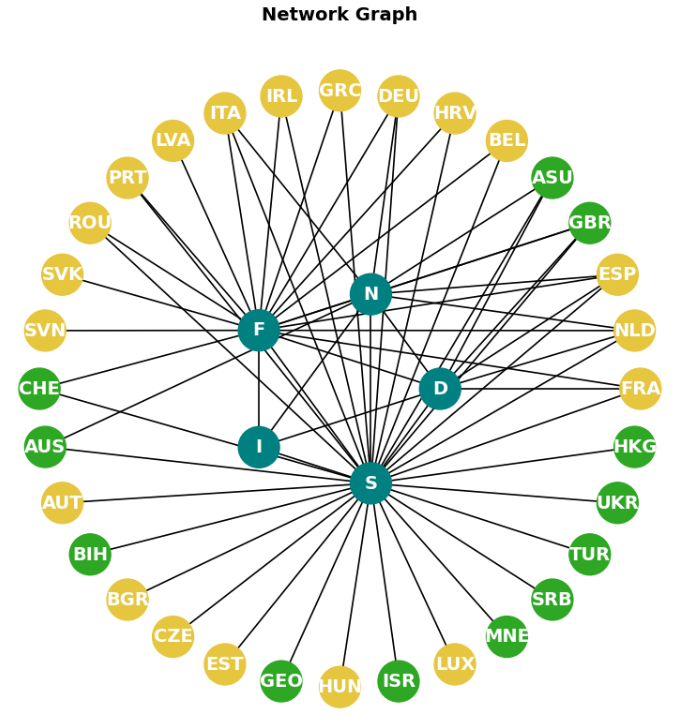 Network Graph
GRC
IRL
DEU
ITA
HRV
LVA
BEL
PRT
ASU
ROU
GBR
SVK
ESP
N
SVN
F
NLD
CHE
D
FRA
AUS
I
HKG
S
AUT
UKR
BIH
TUR
BGR
SRB
CZE
MNE
EST
LUX
GEO
ISR
HUN